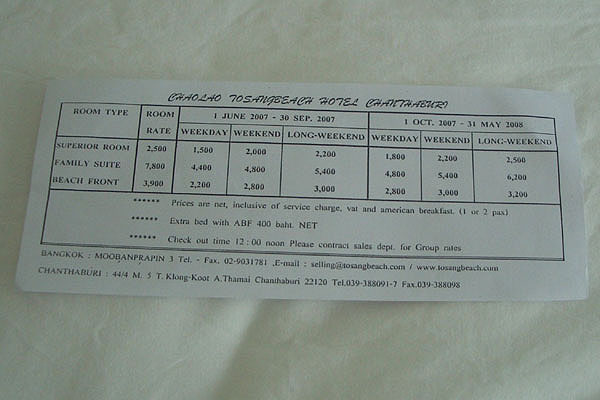 CHAOLAO TOSANGBEACH HOTEL CHANTHABURI
ROOM TYPE ROOM RATE 1 JUNE 2007 - 30 SEP. 2007 1 OCT. 2007 - 31 MAY 2008
WEEKDAY WEEKEND LONG-WEEKEND WEEKDAY WEEKEND LONG-WEEKEND
SUPERIOR ROOM 2,500 1,500 2,000 2,200 1,800 2,200 2,500
FAMILY SUITE 7,800 4,400 4,800 5,400 4,800 5,400 6,200
BEACH FRONT 3,900 2,200 2,800 3,000 2,800 3,000 3,200
****** Prices are net, inclusive of service charge, vat and american breakfast. (1 or 2 pax)
****** Extra bed with ABF 400 baht. NET
****** Check out time 12 : 00 noon Please contract sales dept. for Group rates
BANGKOK : MOOBANPRAPIN 3 Tel. - Fax. 02-9031781 ,E-mail : selling@tosangbeach.com / www.tosangbeach.com
CHANTHABURI : 44/4 M. 5 T. Klong-Koot A.Thamai Chanthaburi 22120 Tel.039-388091-7 Fax.039-388098